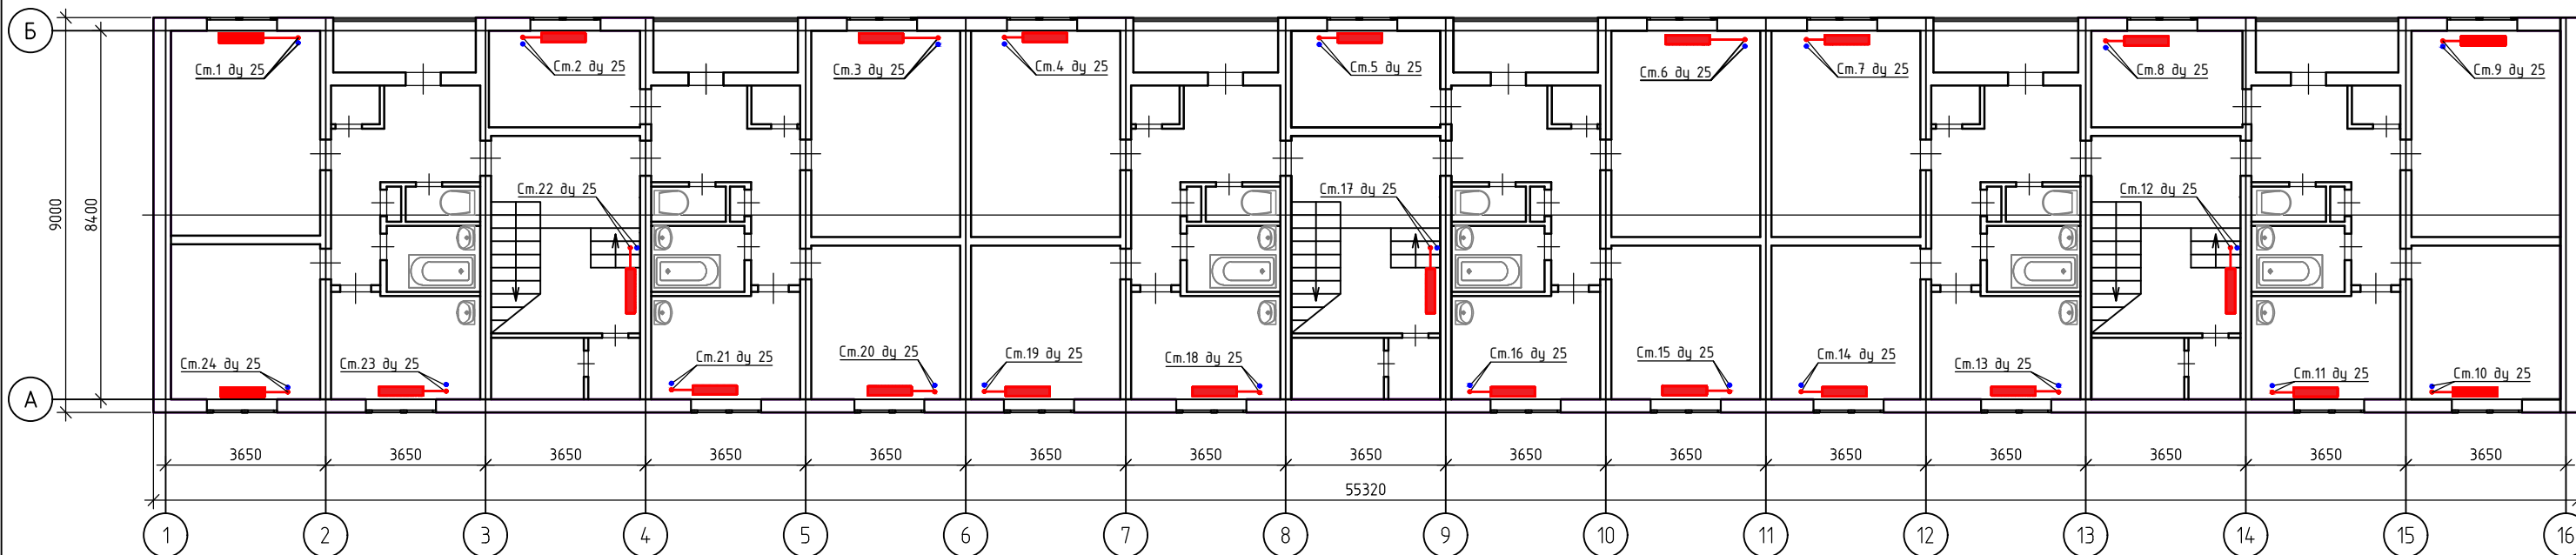 Б
Ст.1 ду 25
Ст.2 ду 25
Ст.3 ду 25
Ст.4 ду 25
Ст.5 ду 25
Ст.6 ду 25
Ст.7 ду 25
Ст.8 ду 25
Ст.9 ду 25
9000
8400
Ст.22 ду 25
Ст.17 ду 25
Ст.12 ду 25
Ст.24 ду 25
Ст.23 ду 25
Ст.21 ду 25
Ст.20 ду 25
Ст.19 ду 25
Ст.18 ду 25
Ст.16 ду 25
Ст.15 ду 25
Ст.14 ду 25
Ст.13 ду 25
Ст.11 ду 25
Ст.10 ду 25
А
3650 3650 3650 3650 3650 3650 3650 3650 3650 3650 3650 3650 3650 3650 3650
55320
1 2 3 4 5 6 7 8 9 10 11 12 13 14 15 16